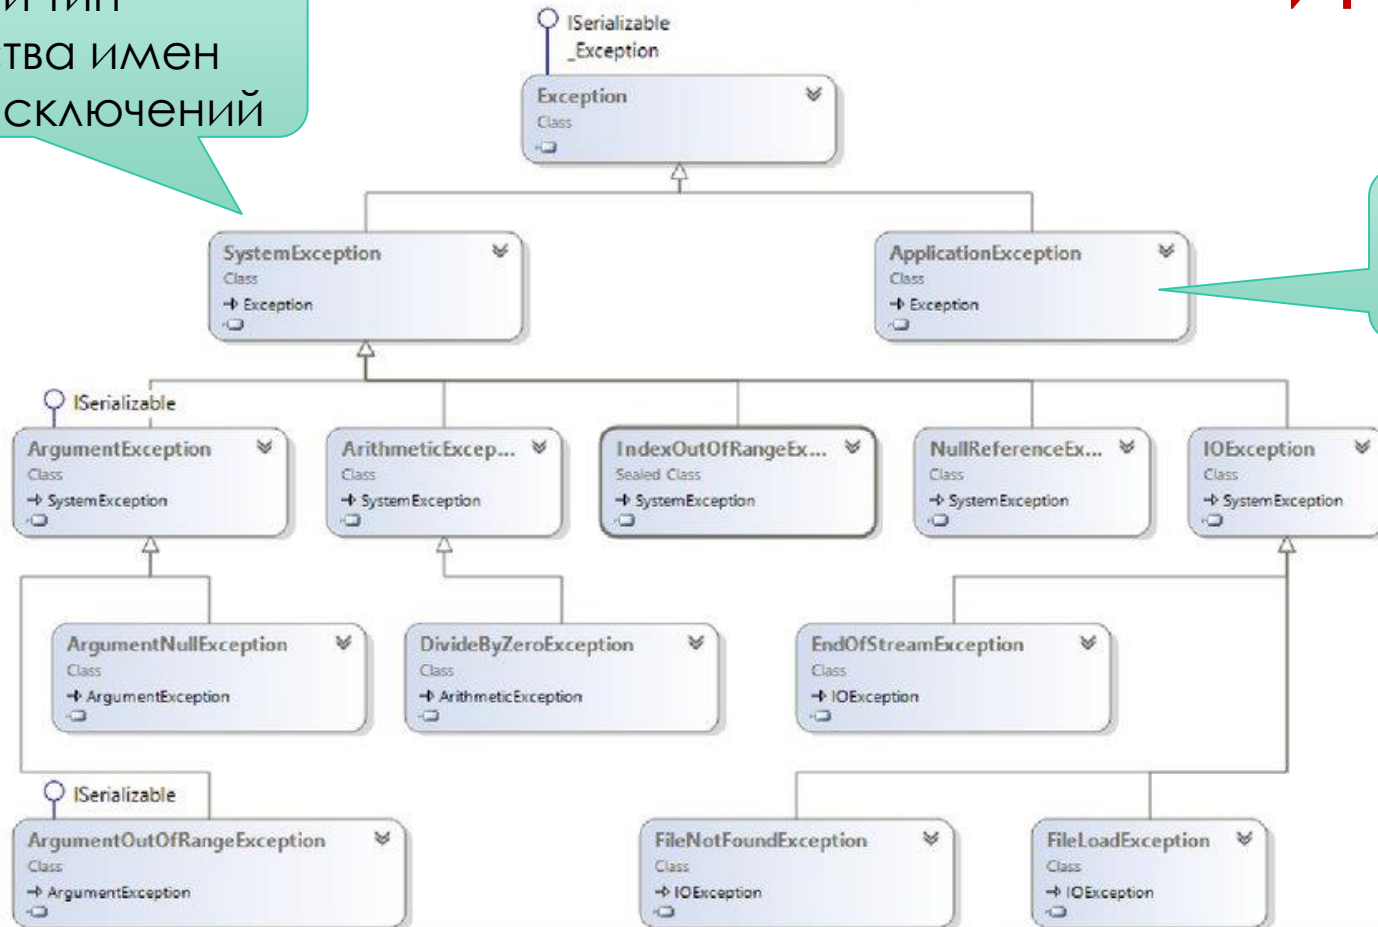 ства имен
сключений
ISerializable
_Exception
Exception
Class
SystemException
Class
Exception
ApplicationException
Class
Exception
ISerializable
ArgumentException
Class
SystemException
ArithmeticExcep...
Class
SystemException
IndexOutOfRangeEx...
Sealed Class
SystemException
NullReferenceEx...
Class
SystemException
IOException
Class
SystemException
ArgumentNullException
Class
ArgumentException
DivideByZeroException
Class
ArithmeticException
EndOfStreamException
Class
IOException
ISerializable
ArgumentOutOfRangeException
Class
ArgumentException
FileNotFoundException
Class
IOException
FileLoadException
Class
IOException